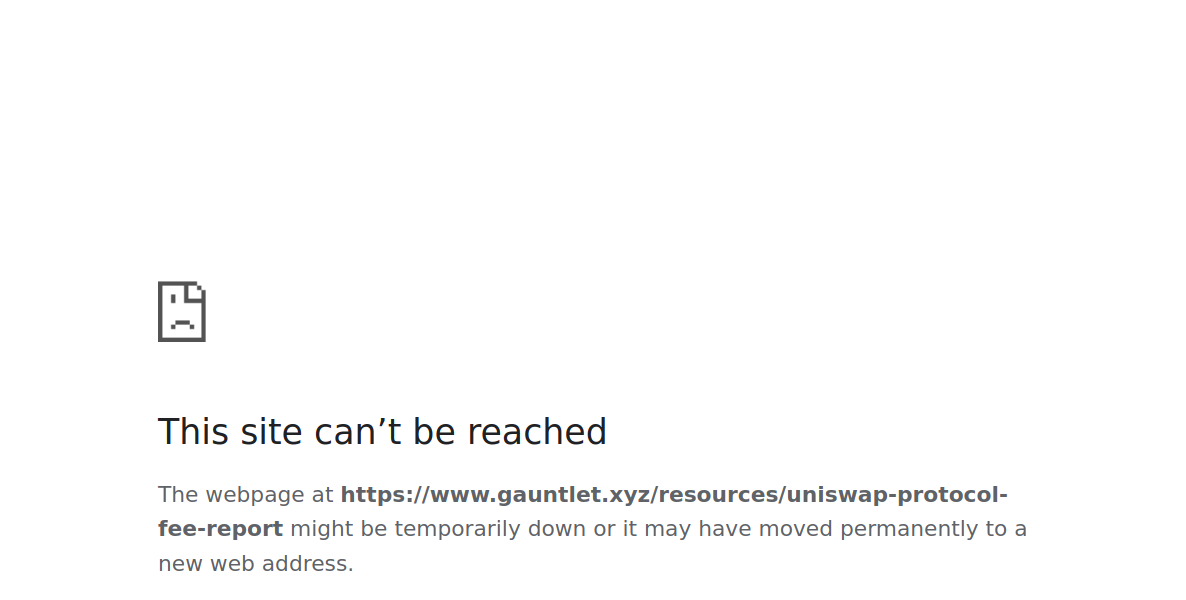 This site can’t be reached
The webpage at https://www.gauntlet.xyz/resources/uniswap-protocol-
fee-report might be temporarily down or it may have moved permanently to a
new web address.